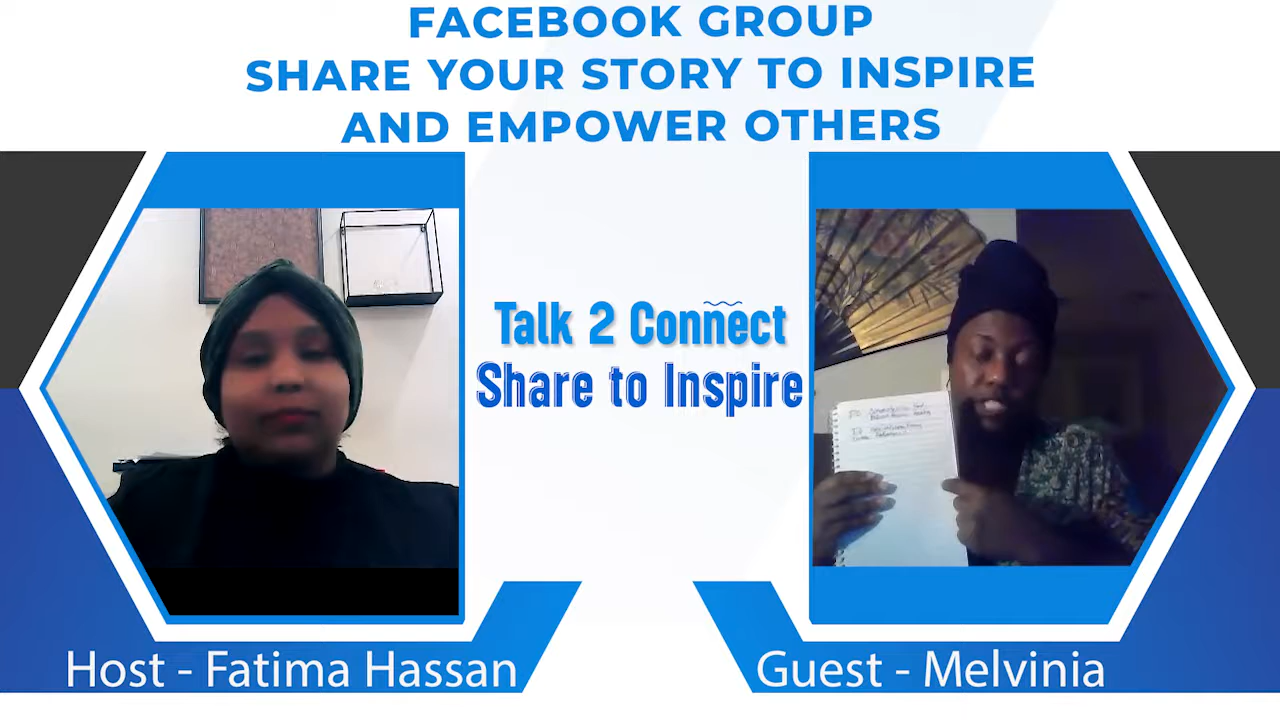 FACEBOOK GROUP
SHARE YOUR STORY TO INSPIRE
AND EMPOWER OTHERS
Talk 2 Connect
Share to Inspire
Host - Fatima Hassan
Guest - Melvinia